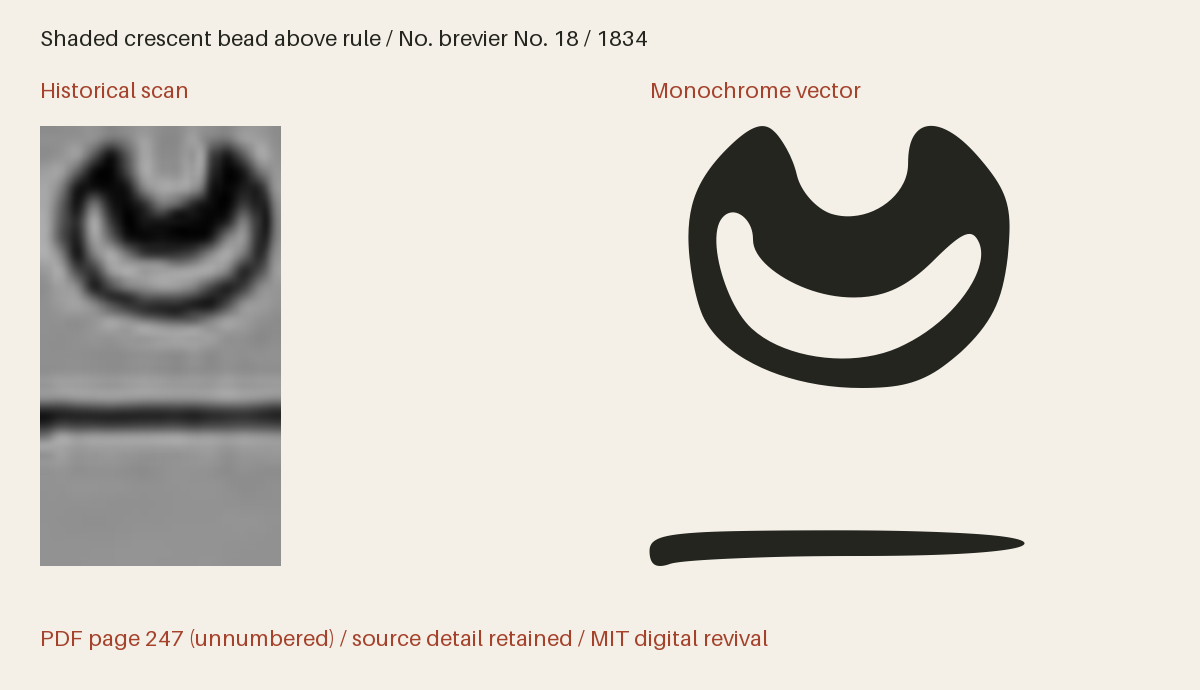 Shaded crescent bead above rule / No. brevier No. 18 / 1834
Historical scan
Monochrome vector
PDF page 247 (unnumbered) / source detail retained / MIT digital revival